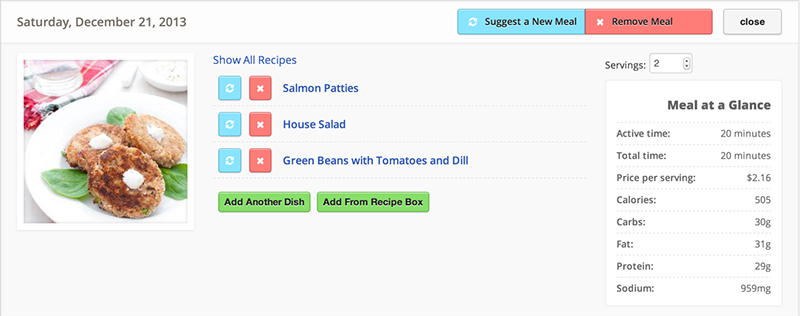 Saturday, December 21, 2013
Suggest a New Meal
Remove Meal
close
Show All Recipes
Salmon Patties
House Salad
Green Beans with Tomatoes and Dill
Add Another Dish
Add From Recipe Box
Servings: 2
Meal at a Glance
Active time: 20 minutes
Total time: 20 minutes
Price per serving: $2.16
Calories: 505
Carbs: 30g
Fat: 31g
Protein: 29g
Sodium: 959mg